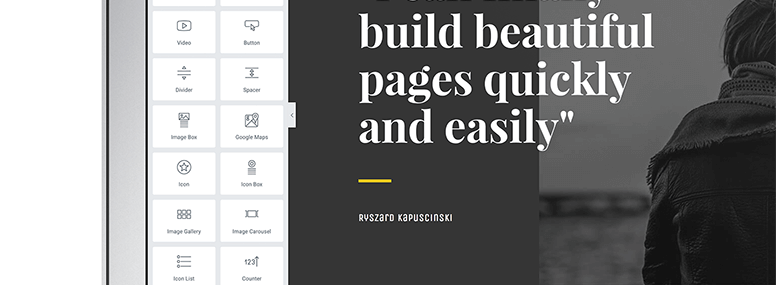 Video
Button
Divider
Spacer
Image Box
Google Maps
Icon
Icon Box
Image Gallery
Image Carousel
Icon List
123
Counter
build beautiful
pages quickly
and easily"
Ryszard Kapuscinski